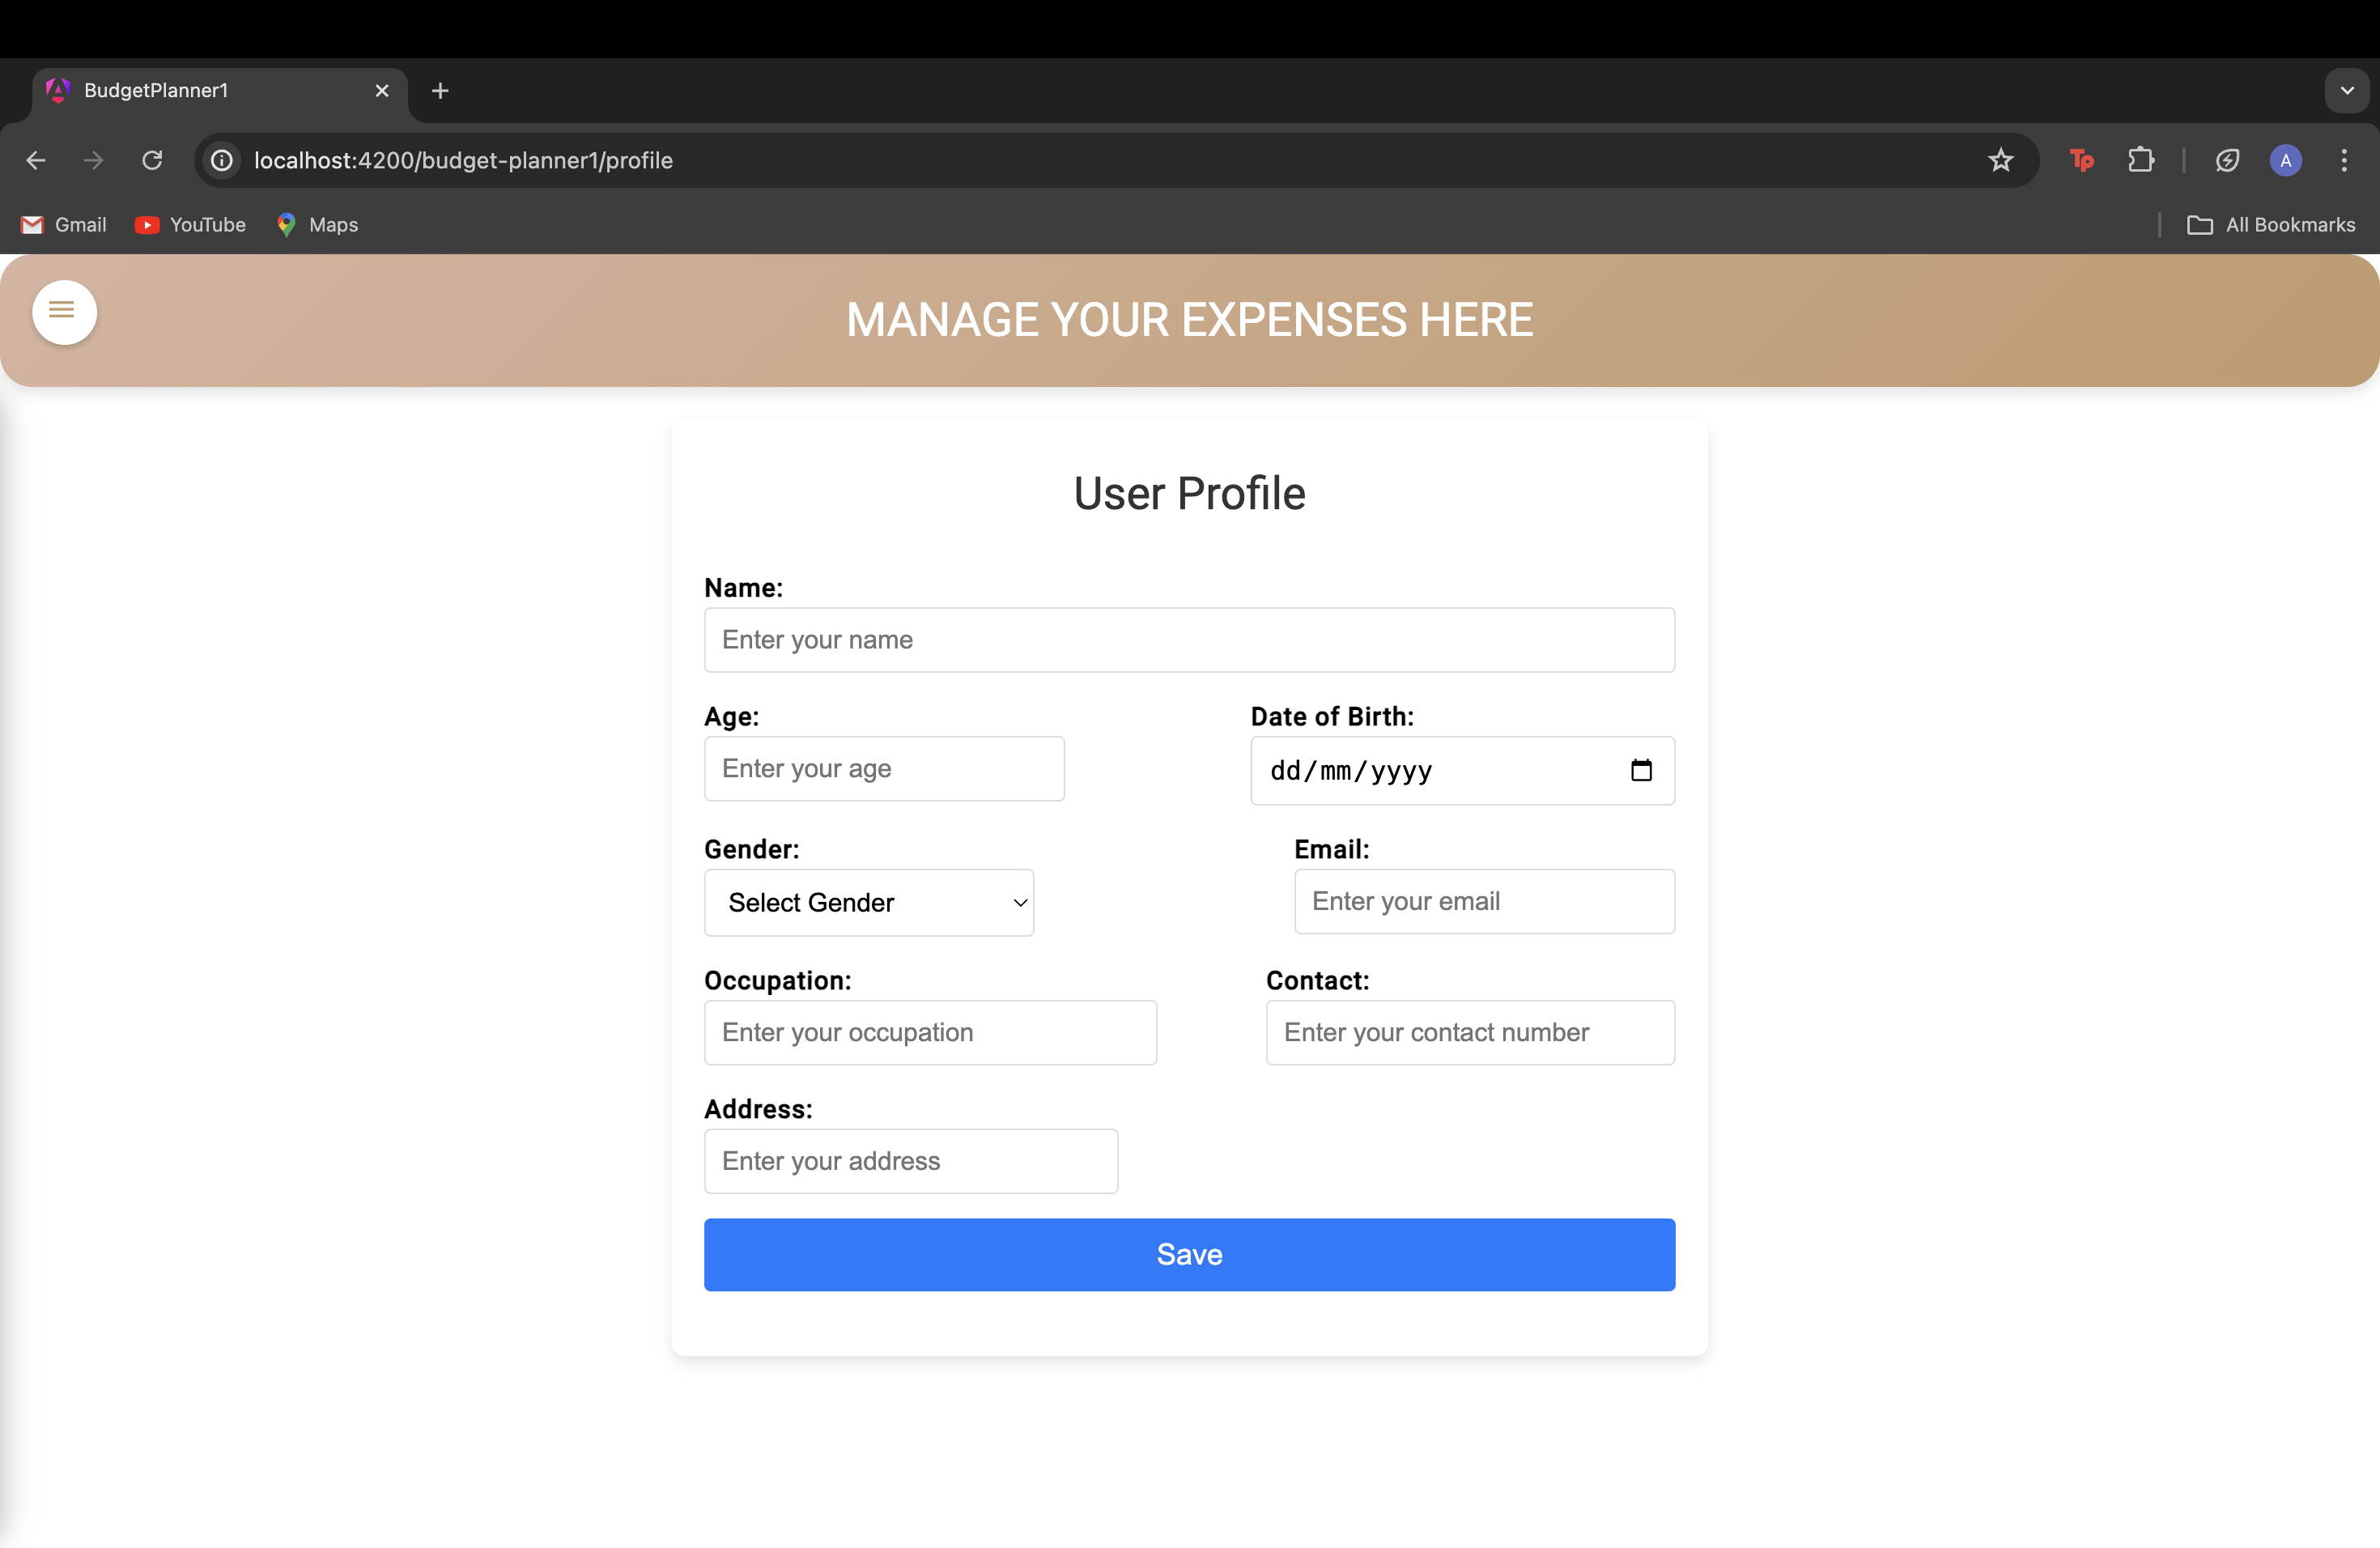 BudgetPlanner1
localhost:4200/budget-planner1/profile
Tp
A
Gmail YouTube Maps All Bookmarks
MANAGE YOUR EXPENSES HERE
User Profile
Name:
Enter your name
Age: Date of Birth:
Enter your age dd/mm/yyyy
Gender: Email:
Select Gender Enter your email
Occupation: Contact:
Enter your occupation Enter your contact number
Address:
Enter your address
Save